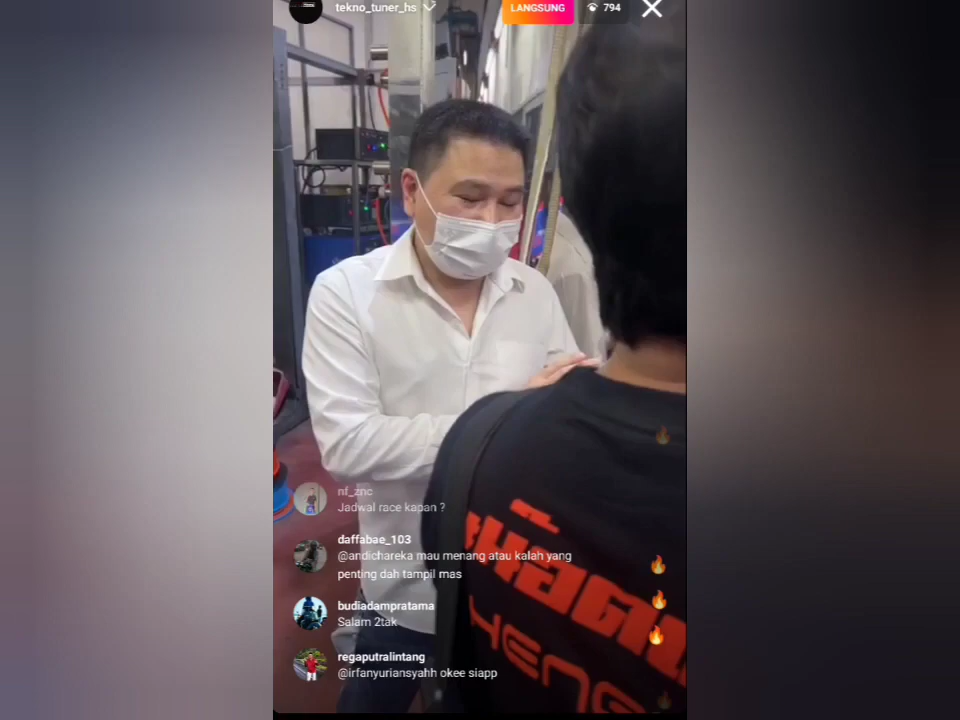 tekno_tuner_hs
LANGSUNG
794
nf_znc
Jadwal race kapan ?
daffabae_103
@andichareka mau menang atau kalah yang
penting dah tampil mas
budiadampratama
Salam 2tak
regaputralintang
@irfanyuriansyahh okee siapp